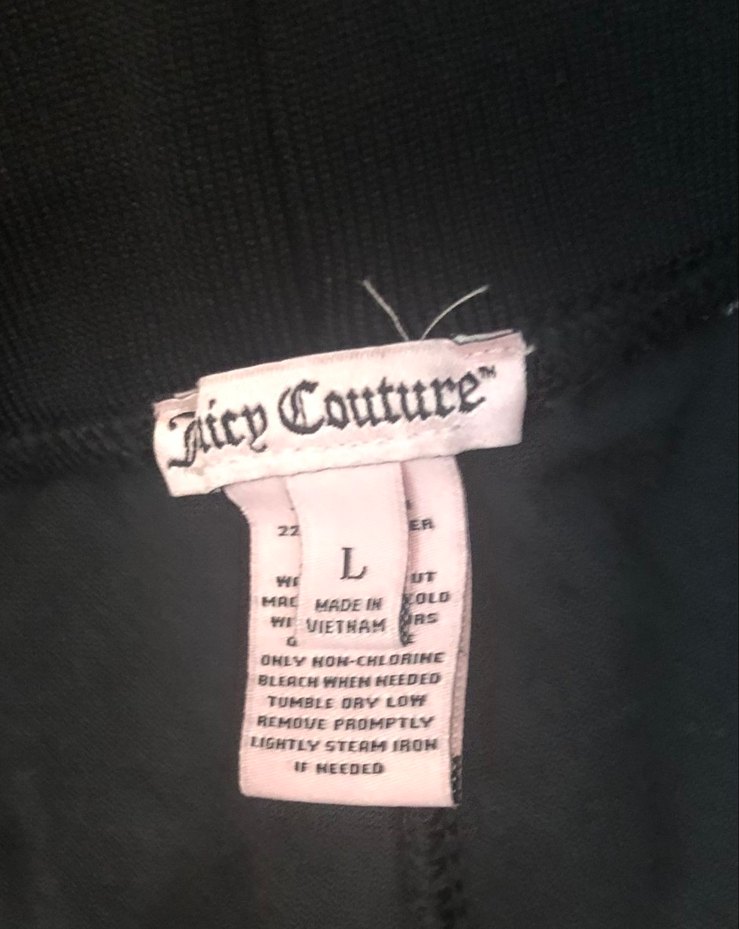 Juicy Couture™
L
MADE IN
VIETNAM
ONLY NON-CHLORINE
BLEACH WHEN NEEDED
TUMBLE DRY LOW
REMOVE PROMPTLY
LIGHTLY STEAM IRON
IF NEEDED